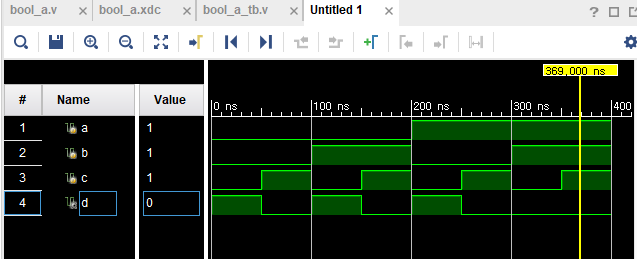 bool_a.v × bool_a.xdc × bool_a_tb.v × Untitled 1 × ?
369,000 ns
# Name Value
0 ns 100 ns 200 ns 300 ns 400
1 a 1
2 b 1
3 c 1
4 d 0